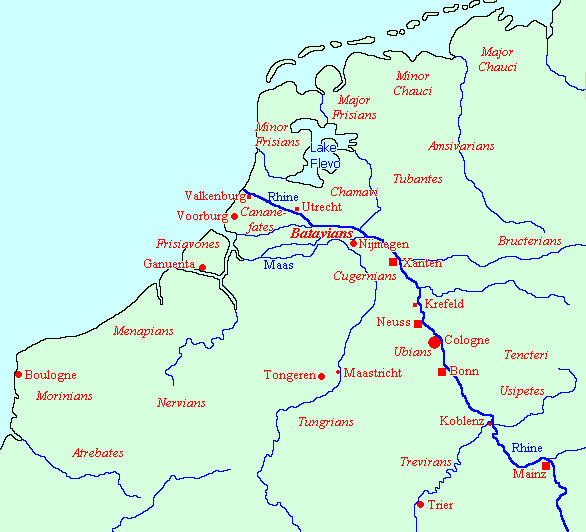 Major
Chauci
Minor
Chauci
Major
Frisians
Minor
Frisians
Lake
Flevo
Amsivarians
Tubantes
Chamavi
Valkenburg
Rhine
Utrecht
Voorburg
Canane-
fates
Batavians
Nijmegen
Bructerien
Frisiavones
Ganuenta
Maas
Xanten
Cugernians
Krefeld
Neuss
Menapians
Cologne
Ubians
Tencteri
Boulogne
Tongeren
Maastricht
Bonn
Morinians
Nervians
Usipetes
Tungrians
Koblenz
Atrebates
Rhine
Trevirans
Mainz
Trier